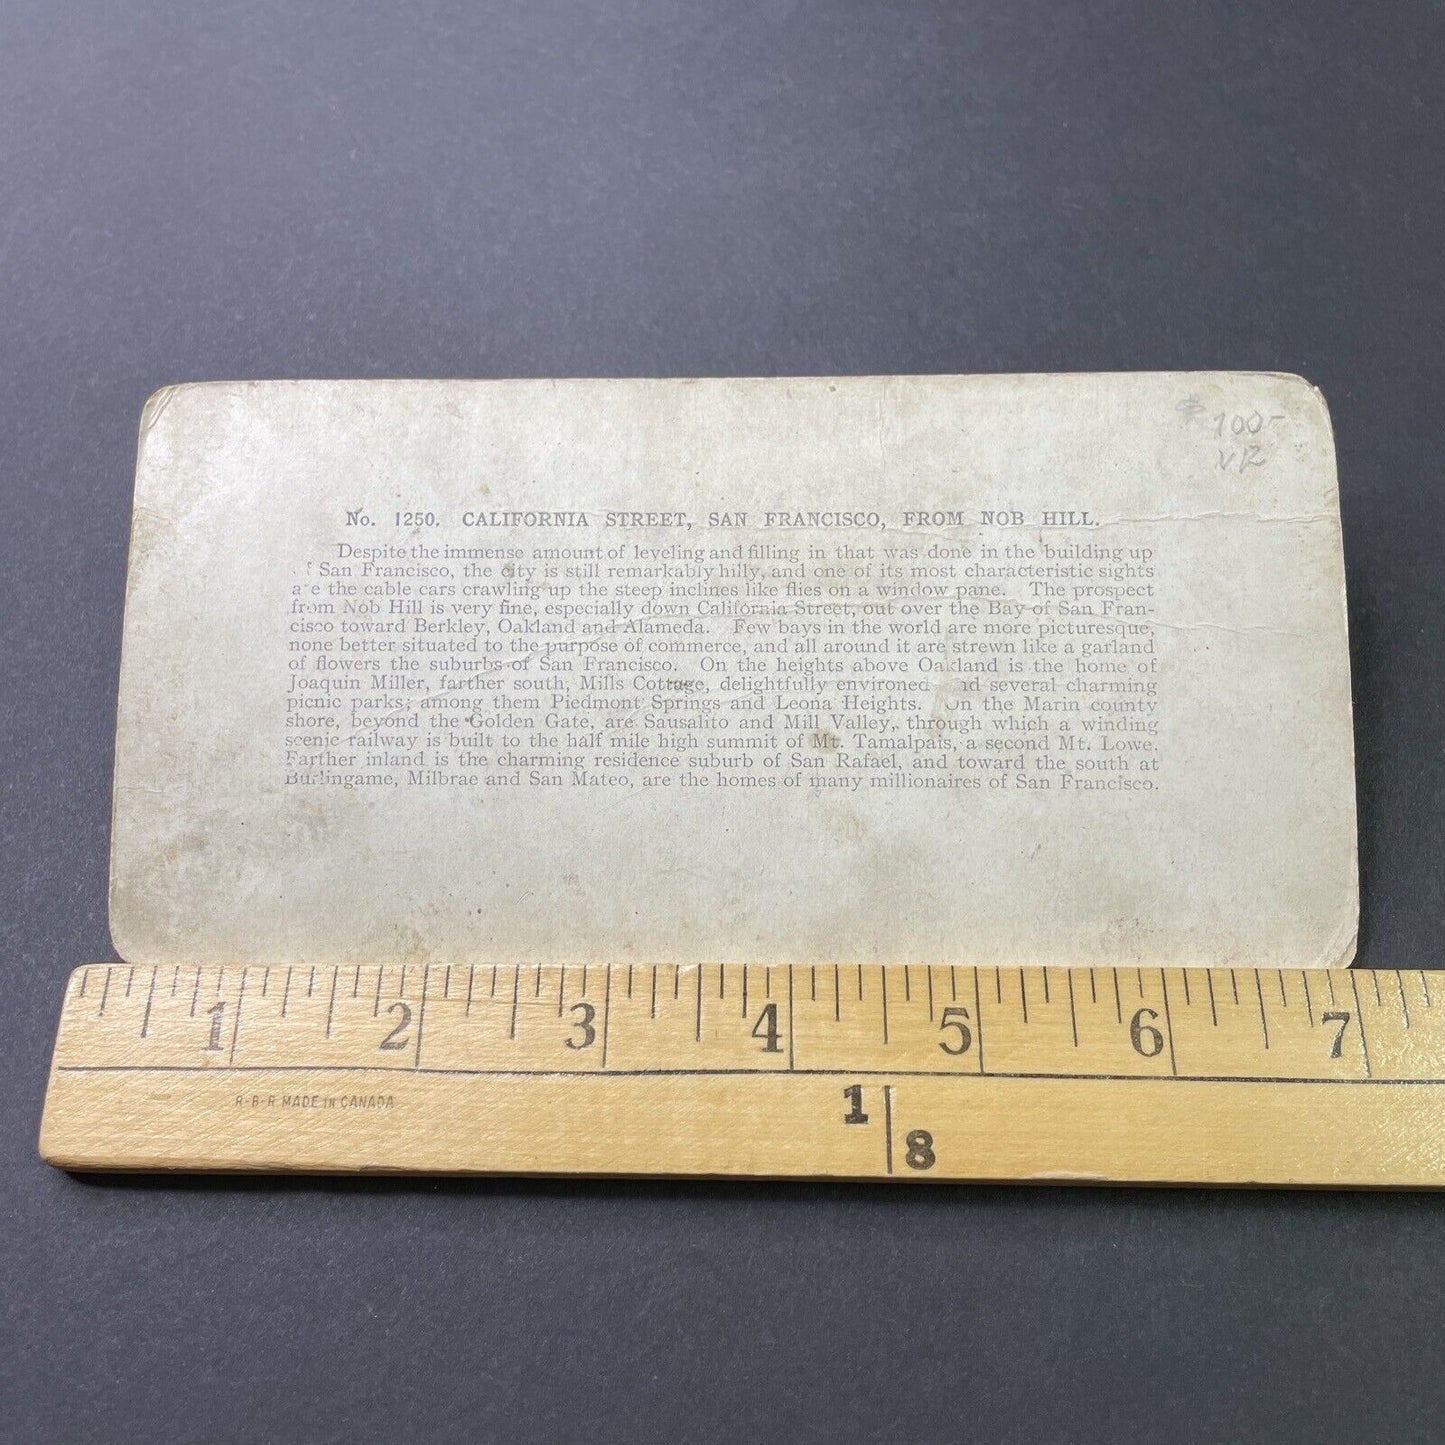 $ 100-
VR
No. 1250. CALIFORNIA STREET, SAN FRANCISCO, FROM NOB HILL.
Despite the immense amount of leveling and filling in that was done in the building up
of San Francisco, the city is still remarkably hilly, and one of its most characteristic sights
are the cable cars crawling up the steep inclines like flies on a window pane. The prospect
from Nob Hill is very fine, especially down California Street, out over the Bay of San Fran-
cisco toward Berkley, Oakland and Alameda. Few bays in the world are more picturesque,
none better situated to the purpose of commerce, and all around it are strewn like a garland
of flowers the suburbs of San Francisco. On the heights above Oakland is the home of
Joaquin Miller, farther south, Mills Cottage, delightfully environed nd several charming
picnic parks; among them Piedmont Springs and Leona Heights. On the Marin county
shore, beyond the Golden Gate, are Sausalito and Mill Valley, through which a winding
scenic railway is built to the half mile high summit of Mt. Tamalpais, a second Mt. Lowe.
Farther inland is the charming residence suburb of San Rafael, and toward the south at
Burlingame, Milbrae and San Mateo, are the homes of many millionaires of San Francisco.
1 2 3 4 5 6 7
R-B-R MADE IN CANADA
1
8